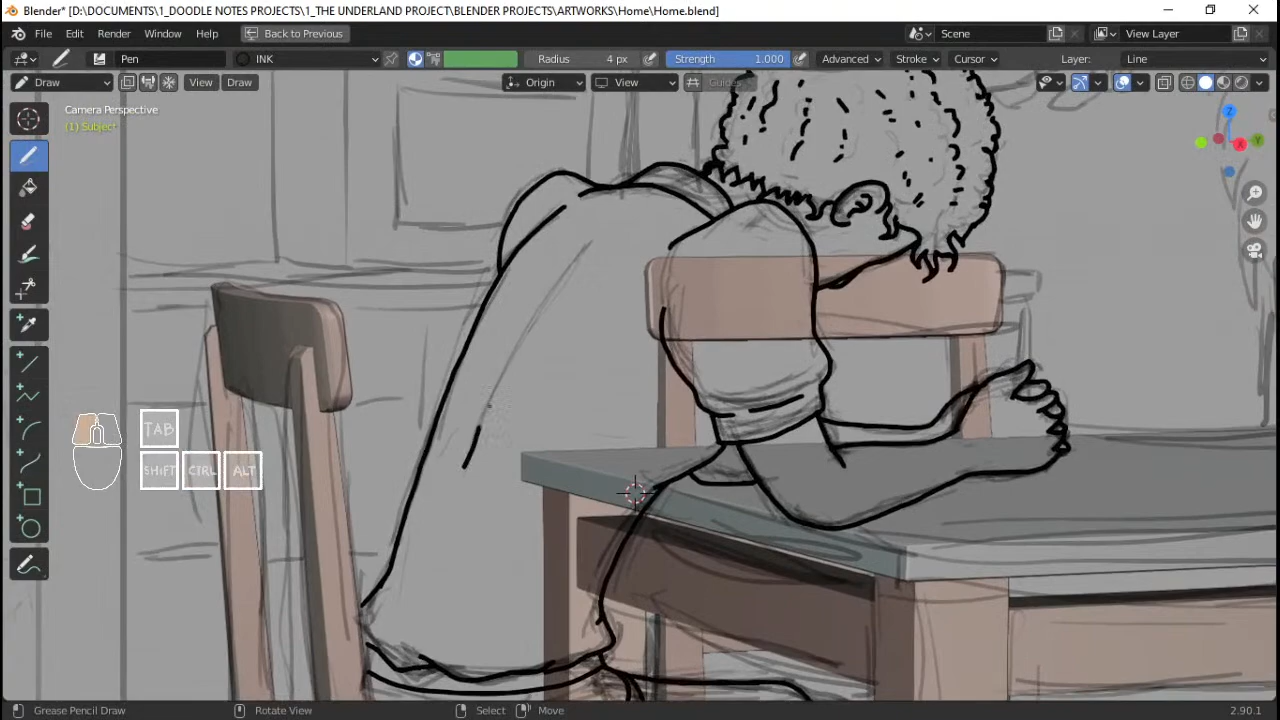 Blender* [D:\DOCUMENTS\1_DOODLE NOTES PROJECTS\1_THE UNDERLAND PROJECT\BLENDER PROJECTS\ARTWORKS\Home\Home.blend]
File Edit Render Window Help Back to Previous Scene View Layer
Pen INK Radius 4 px Strength 1.000 Advanced Stroke Cursor Layer: Line
Draw View Draw Origin View Guides
Camera Perspective
(1) Subject
Z
Y
X
TAB
SHiFT CTRL ALT
Grease Pencil Draw Rotate View Select Move 2.90.1